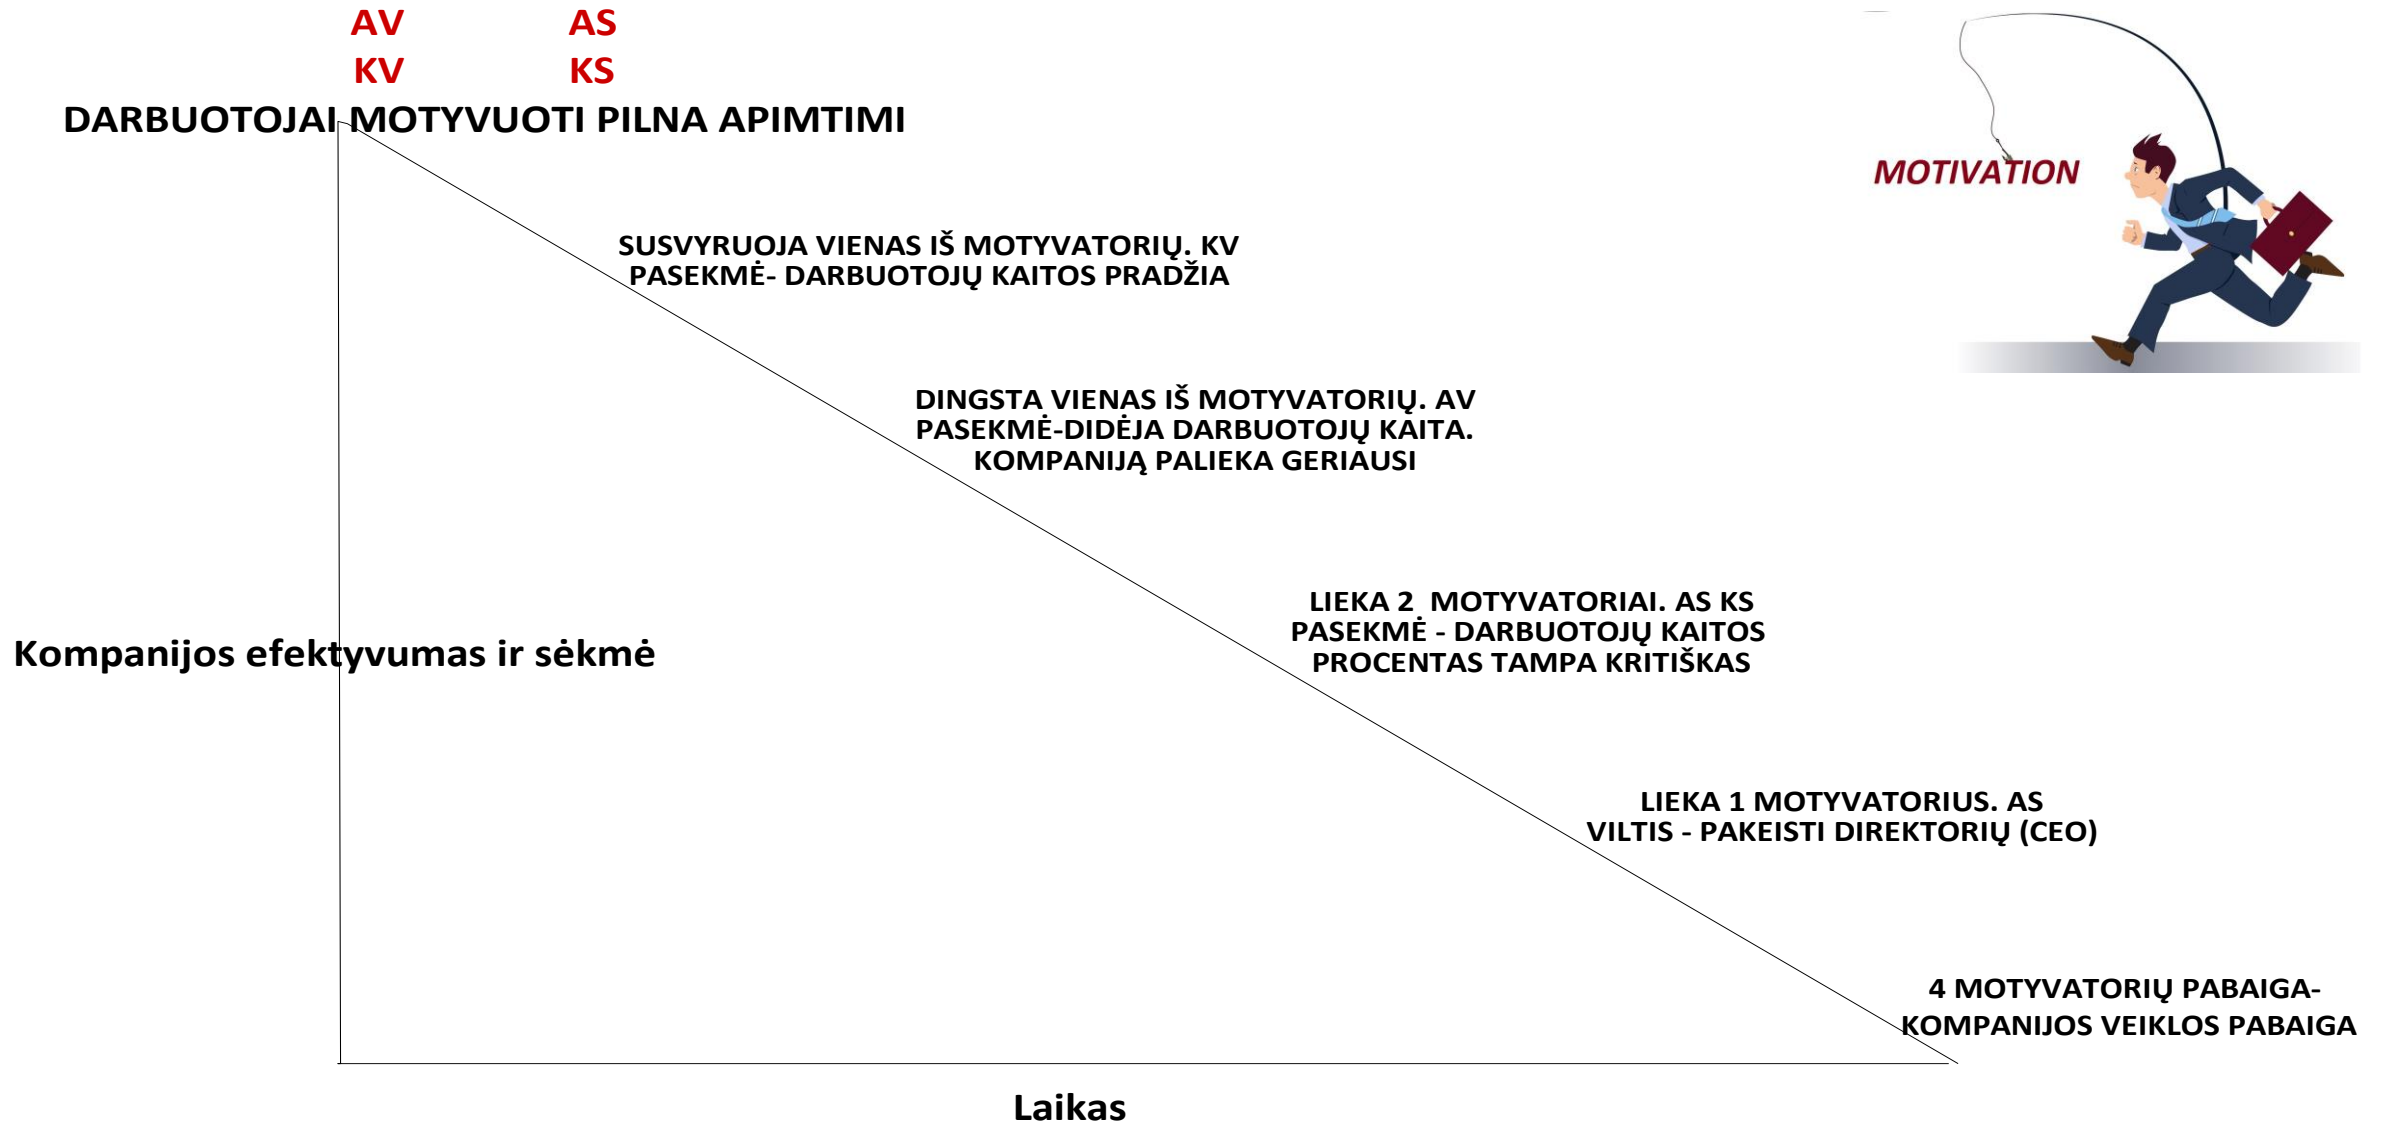 AV AS
KV KS
DARBUOTOJAI MOTYVUOTI PILNA APIMTIMI
MOTIVATION
SUSVYRUOJA VIENAS IŠ MOTYVATORIŲ. KV
PASEKMĖ- DARBUOTOJŲ KAITOS PRADŽIA
DINGSTA VIENAS IŠ MOTYVATORIŲ. AV
PASEKMĖ-DIDĖJA DARBUOTOJŲ KAITA.
KOMPANIJĄ PALIEKA GERIAUSI
LIEKA 2 MOTYVATORIAI. AS KS
PASEKMĖ - DARBUOTOJŲ KAITOS
PROCENTAS TAMPA KRITIŠKAS
Kompanijos efektyvumas ir sėkmė
LIEKA 1 MOTYVATORIUS. AS
VILTIS - PAKEISTI DIREKTORIŲ (CEO)
4 MOTYVATORIŲ PABAIGA-
KOMPANIJOS VEIKLOS PABAIGA
Laikas